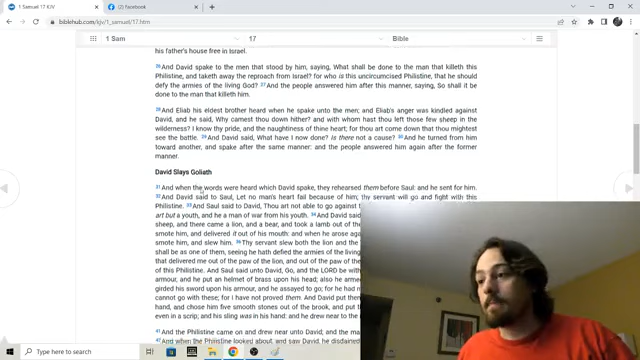 1 Samuel 17 KJV
(2) Facebook
biblehub.com/kjv/1_samuel/17.htm
1 Sam
17
Bible
his father's house free in Israel.
26 And David spake to the men that stood by him, saying, What shall be done to the man that killeth this
Philistine, and taketh away the reproach from Israel? for who is this uncircumcised Philistine, that he should
defy the armies of the living God? 27 And the people answered him after this manner, saying, So shall it be
done to the man that killeth him.
28 And Eliab his eldest brother heard when he spake unto the men; and Eliab's anger was kindled against
David, and he said, Why camest thou down hither? and with whom hast thou left those few sheep in the
wilderness? I know thy pride, and the naughtiness of thine heart; for thou art come down that thou mightest
see the battle. 29 And David said, What have I now done? Is there not a cause? 30 And he turned from him
toward another, and spake after the same manner: and the people answered him again after the former
manner.
David Slays Goliath
31 And when the words were heard which David spake, they rehearsed them before Saul: and he sent for him.
32 And David said to Saul, Let no man's heart fail because of him; thy servant will go and fight with this
Philistine. 33 And Saul said to David, Thou art not able to go against t
art but a youth, and he a man of war from his youth. 34 And David said
sheep, and there came a lion, and a bear, and took a lamb out of the
smote him, and delivered it out of his mouth: and when he arose again
smote him, and slew him. 36 Thy servant slew both the lion and the
shall be as one of them, seeing he hath defied the armies of the living
that delivered me out of the paw of the lion, and out of the paw of the
of this Philistine. And Saul said unto David, Go, and the LORD be with
armour, and he put an helmet of brass upon his head; also he armed
girded his sword upon his armour, and he assayed to go; for he had n
cannot go with these; for I have not proved them. And David put them
hand, and chose him five smooth stones out of the brook, and put th
even in a scrip; and his sling was in his hand: and he drew near to the
41 And the Philistine came on and drew near unto David; and the ma
42 And when the Philistine looked about, and saw David, he disdained
Type here to search